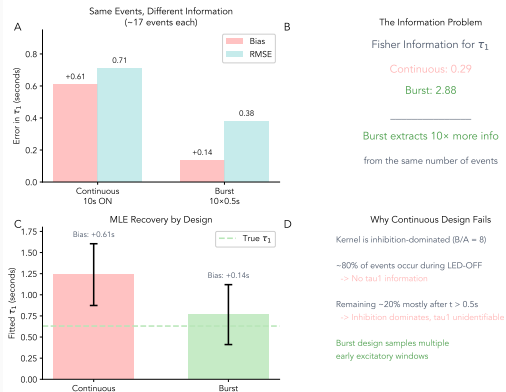 A
Same Events, Different Information
(~17 events each)
Error in τ1 (seconds)
0.8
0.6
0.4
0.2
0.0
+0.61
0.71
+0.14
0.38
Bias
RMSE
Continuous
10s ON
Burst
10×0.5s
B
The Information Problem
Fisher Information for τ1
Continuous: 0.29
Burst: 2.88
Burst extracts 10× more info
from the same number of events
C
MLE Recovery by Design
Fitted τ1 (seconds)
1.75
1.50
1.25
1.00
0.75
0.50
0.25
0.00
Bias: +0.61s
Bias: +0.14s
True τ1
Continuous
Burst
D
Why Continuous Design Fails
Kernel is inhibition-dominated (B/A = 8)
~80% of events occur during LED-OFF
-> No tau1 information
Remaining ~20% mostly after t > 0.5s
-> Inhibition dominates, tau1 unidentifiable
Burst design samples multiple
early excitatory windows